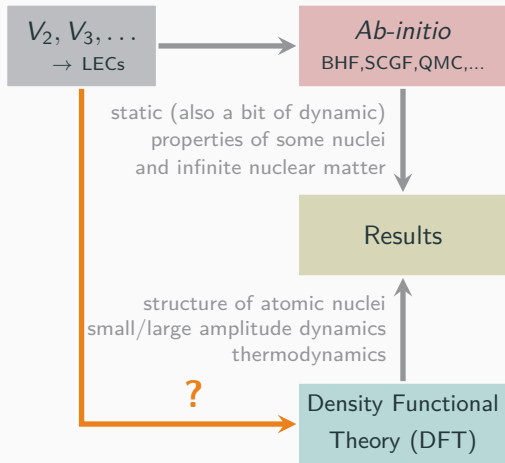 V₂, V₃, . . .
→ LECs
Ab-initio
BHF,SCGF,QMC,...
static (also a bit of dynamic)
properties of some nuclei
and infinite nuclear matter
Results
structure of atomic nuclei
small/large amplitude dynamics
thermodynamics
?
Density Functional
Theory (DFT)